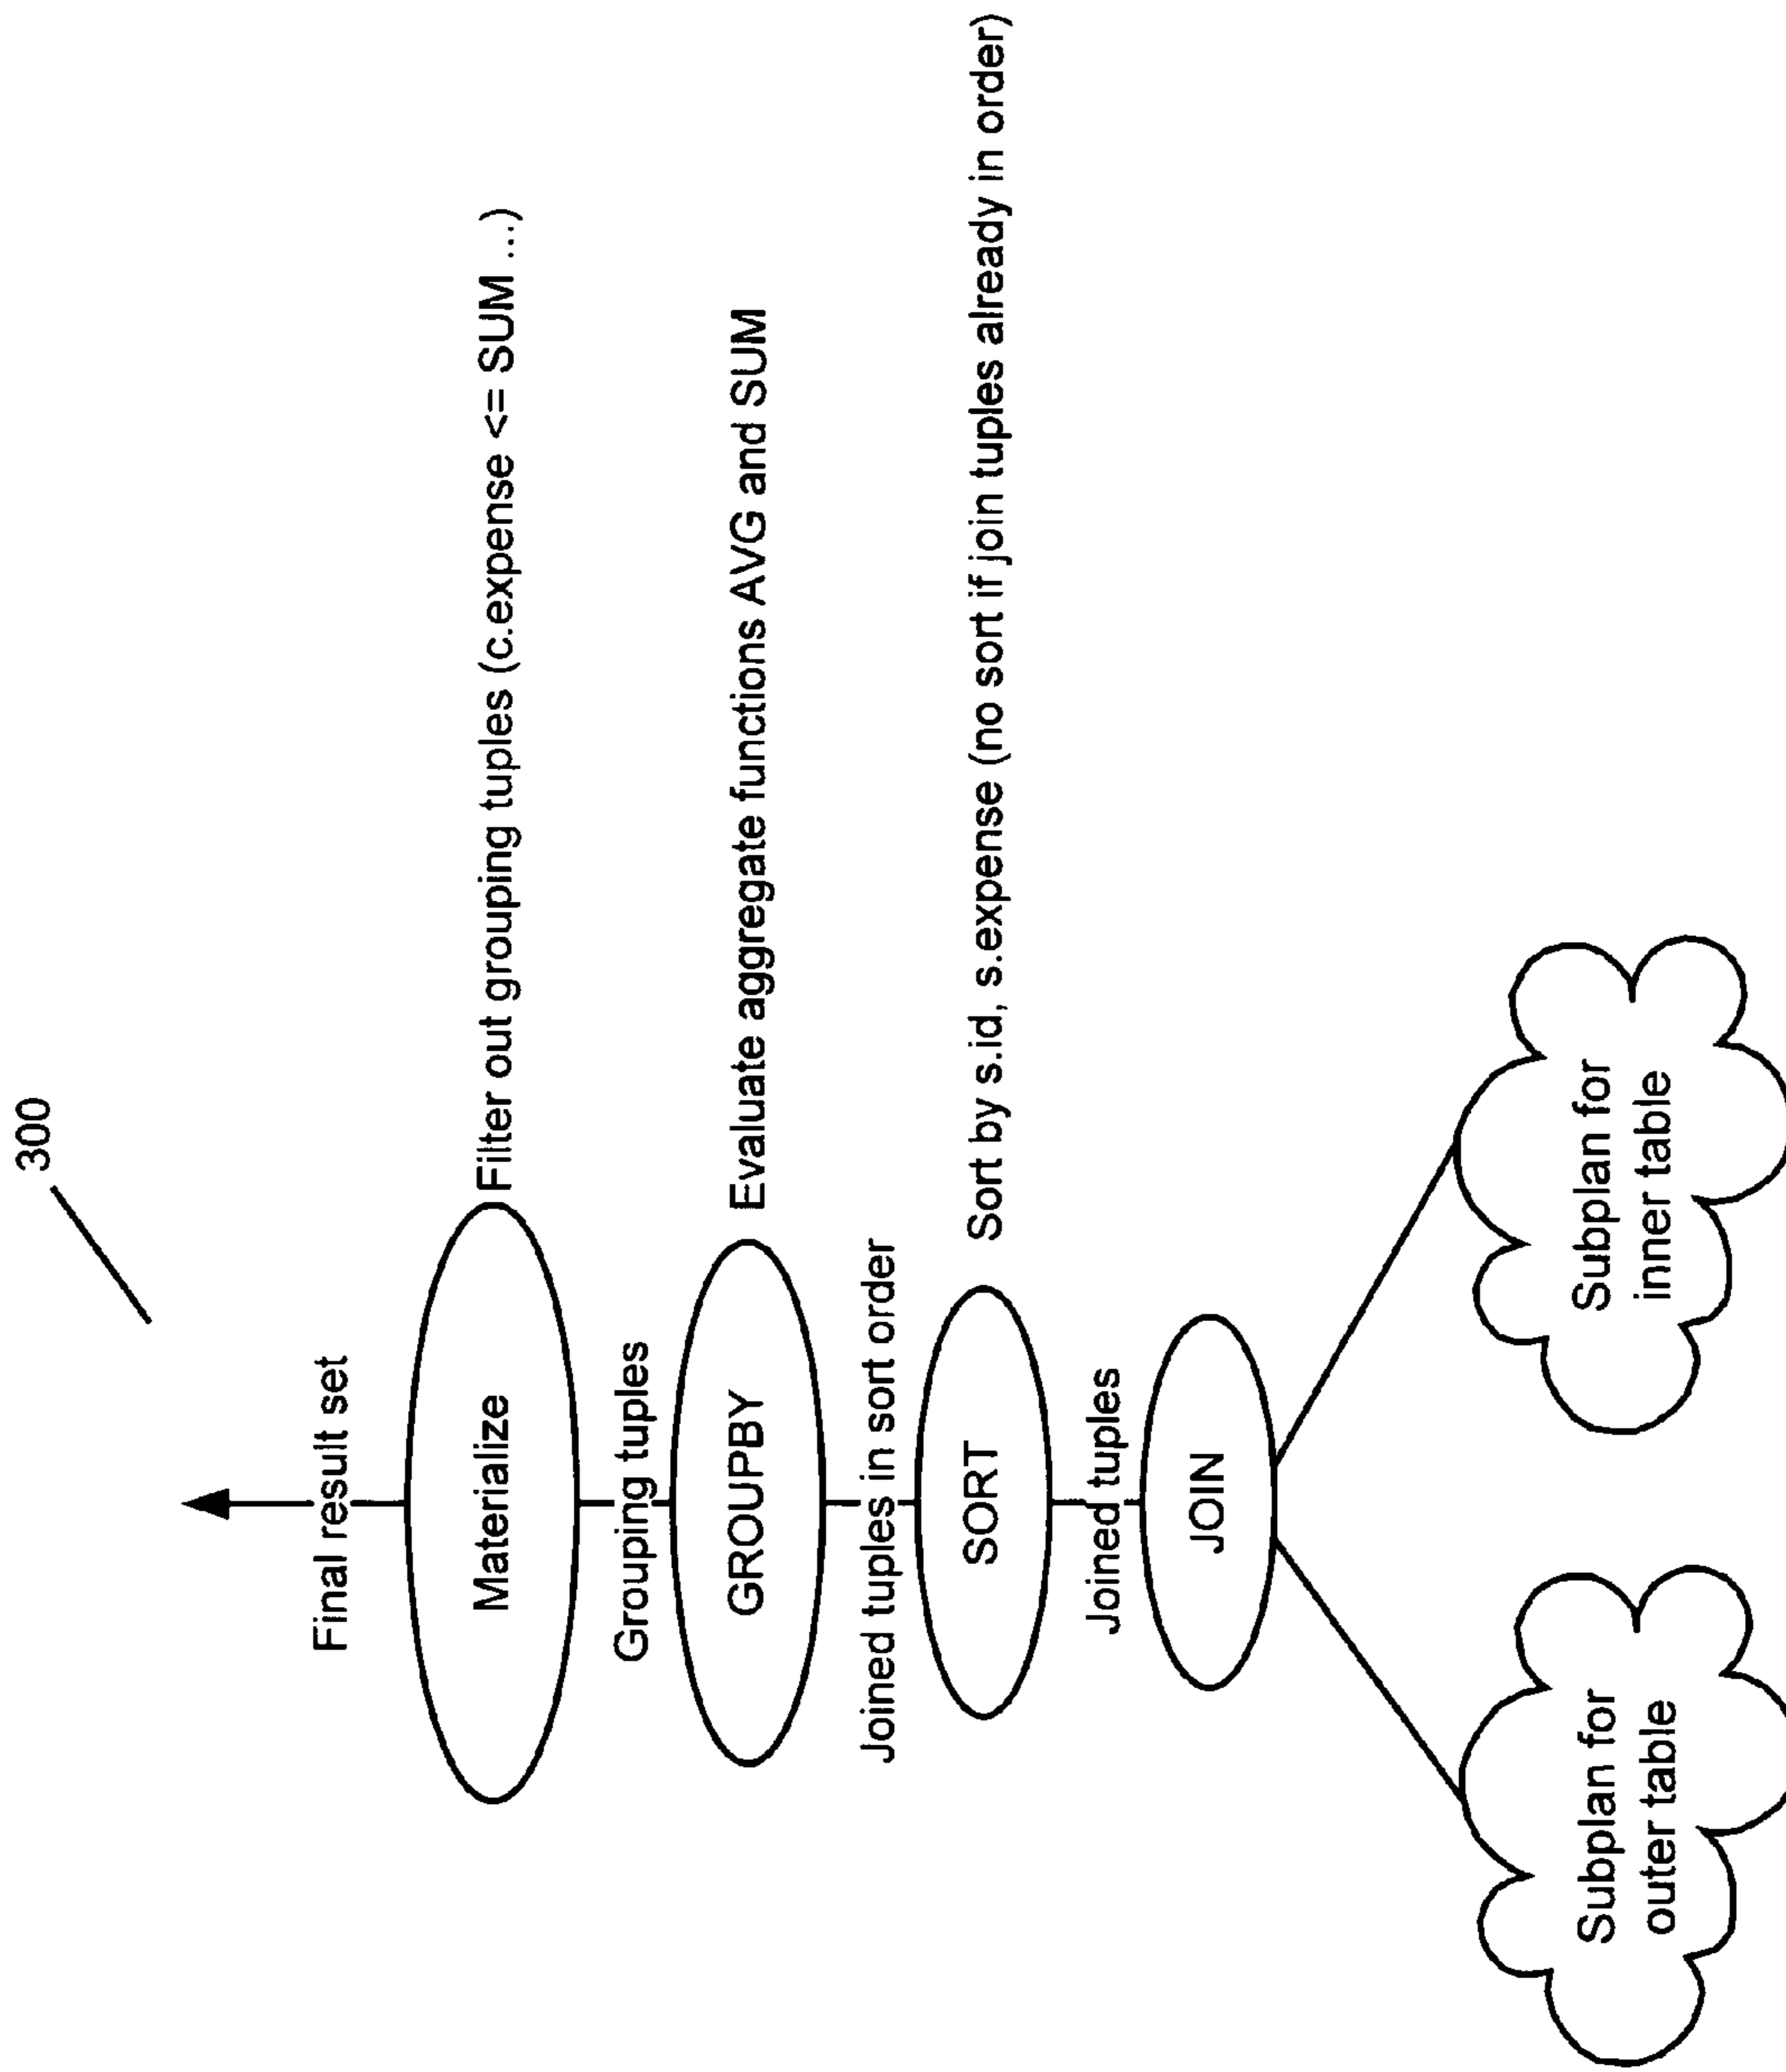 300
Final result set
Materialize
Filter out grouping tuples (c.expense <= SUM ...)
Grouping tuples
GROUPBY
Evaluate aggregate functions AVG and SUM
Joined tuples in sort order
SORT
Sort by s.id, s.expense (no sort if join tuples already in order)
Joined tuples
JOIN
Subplan for
outer table
Subplan for
inner table